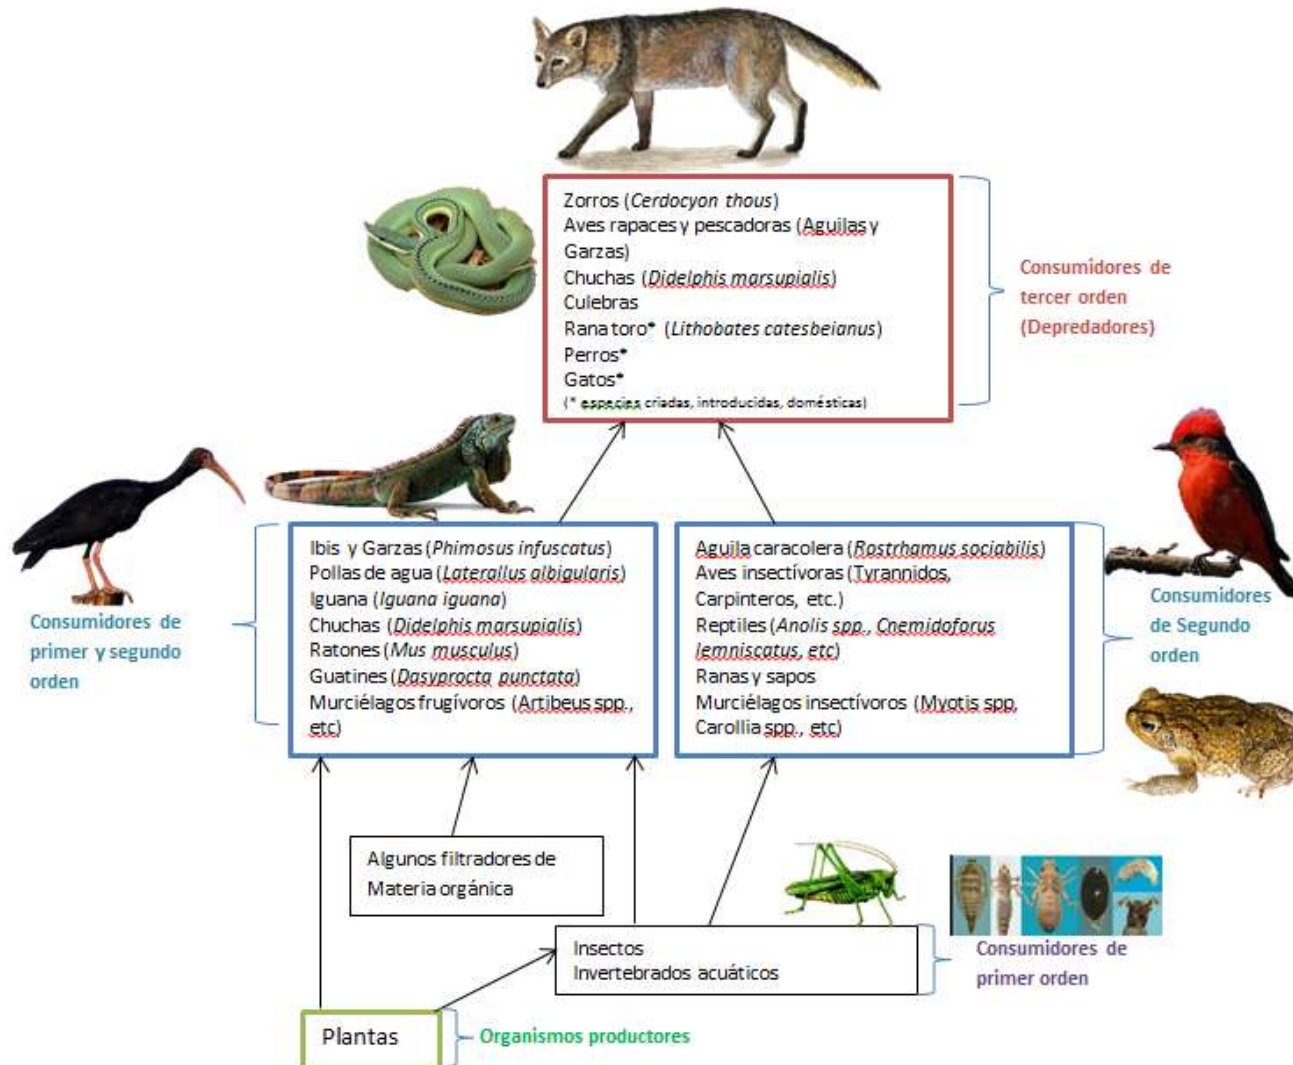 Zorros (Cerdocyon thous)
Aves rapaces y pescadoras (Aguilas y
Garzas)
Chuchas (Didelphis marsupialis)
Culebras
Rana toro* (Lithobates catesbeianus)
Perros*
Gatos*
(* especies criadas, introducidas, domésticas)
Consumidores de
tercer orden
(Depredadores)
Consumidores de
primer y segundo
orden
Ibis y Garzas (Phimosus infuscatus)
Pollas de agua (Laterallus albigularis)
Iguana (Iguana iguana)
Chuchas (Didelphis marsupialis)
Ratones (Mus musculus)
Guatines (Dasyprocta punctata)
Murciélagos frugívoros (Artibeus spp.,
etc)
Aguila caracolera (Rostrhamus sociabilis)
Aves insectívoras (Tyrannidos,
Carpinteros, etc.)
Reptiles (Anolis spp., Cnemidoforus
lemniscatus, etc)
Ranas y sapos
Murciélagos insectívoros (Myotis spp,
Carollia spp., etc)
Consumidores
de Segundo
orden
Algunos filtradores de
Materia orgánica
Insectos
Invertebrados acuáticos
Consumidores de
primer orden
Plantas
Organismos productores